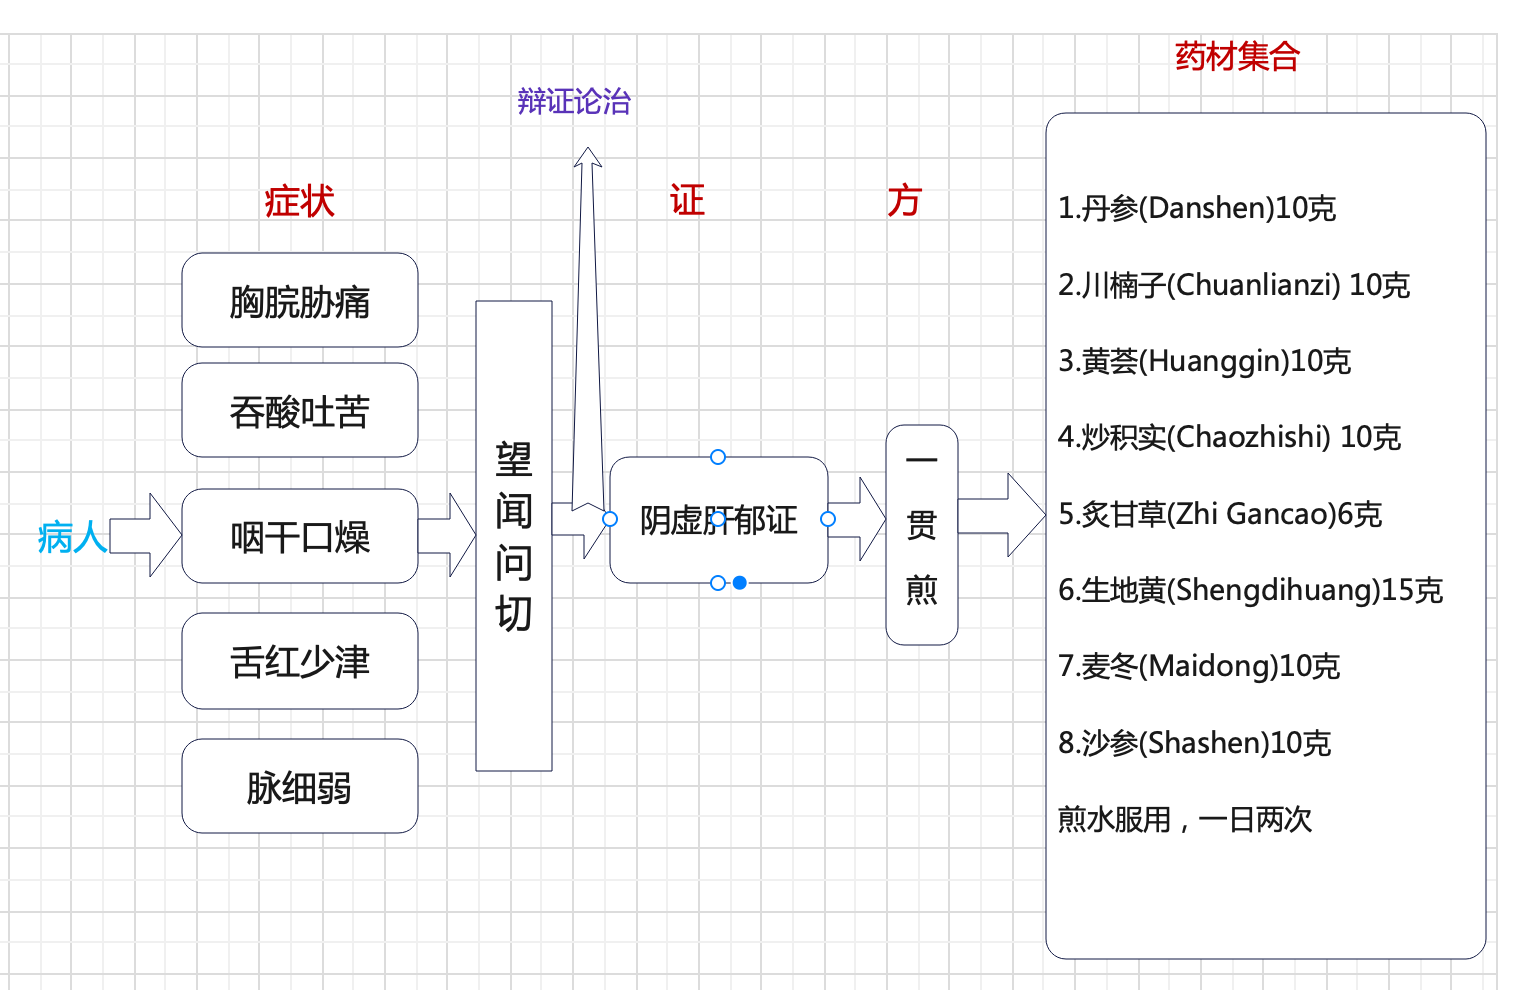 药材集合
辩证论治
症状
证
方
胸脘胁痛
吞酸吐苦
病人
咽干口燥
舌红少津
脉细弱
望闻问切
阴虚肝郁证
一贯煎
1.丹参(Danshen)10克
2.川楠子(Chuanlianzi) 10克
3.黄荟(Huanggin)10克
4.炒积实(Chaozhishi) 10克
5.炙甘草(Zhi Gancao)6克
6.生地黄(Shengdihuang)15克
7.麦冬(Maidong)10克
8.沙参(Shashen)10克
煎水服用，一日两次